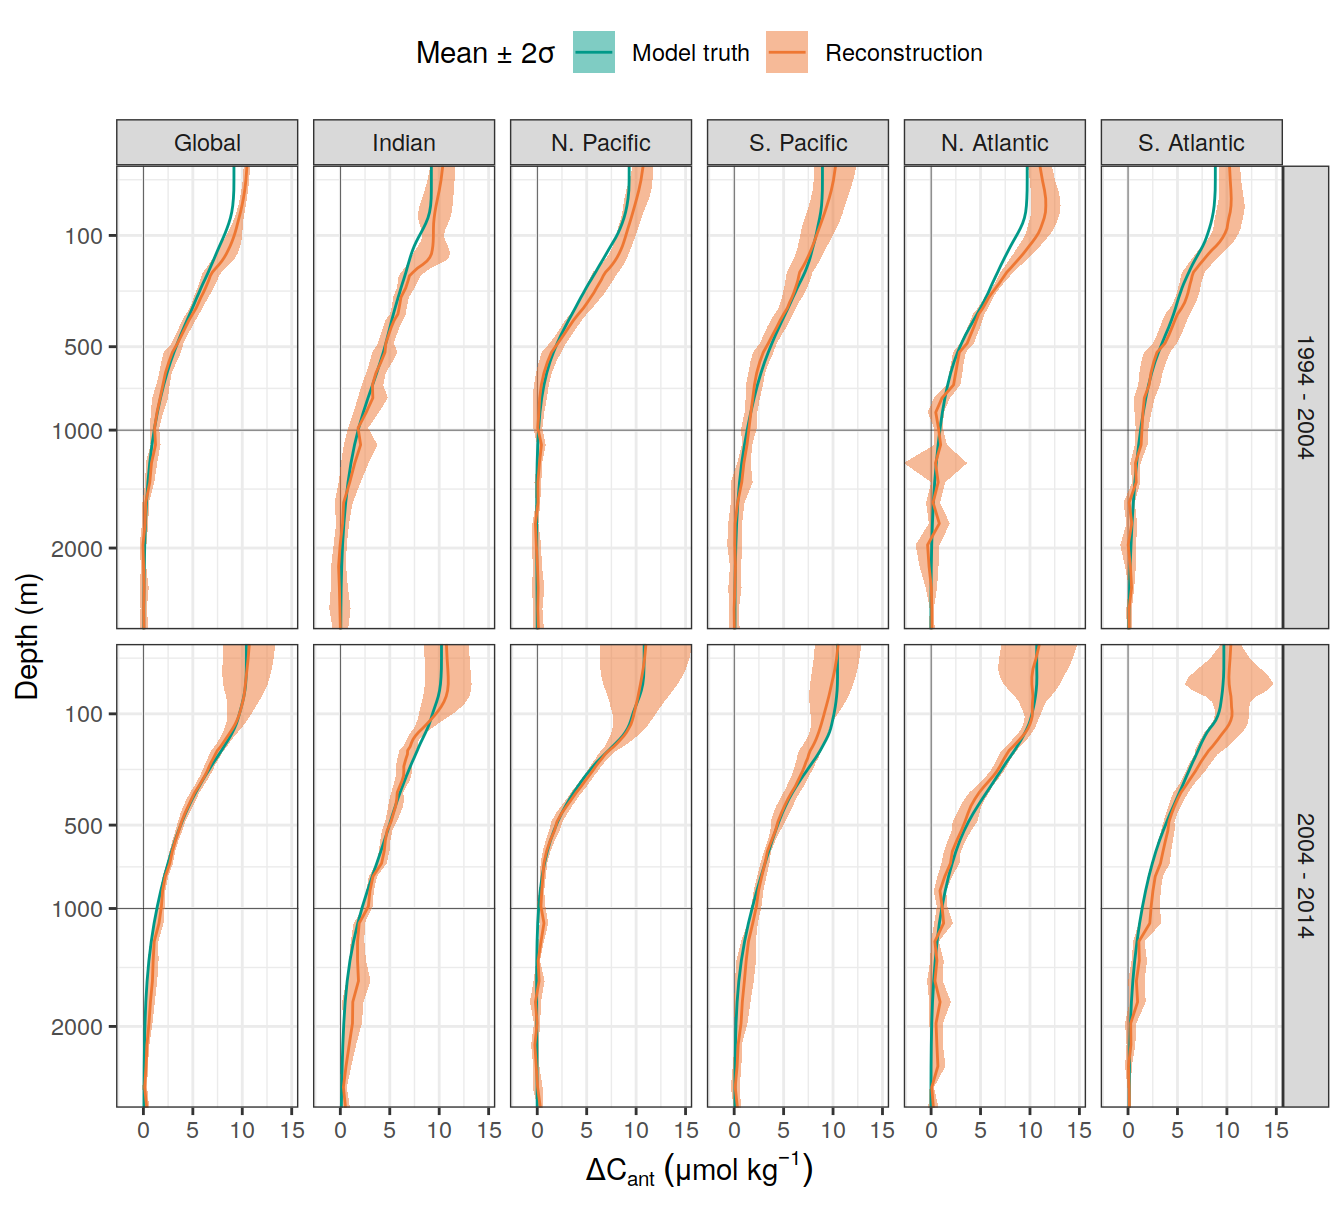 Mean ± 2σ Model truth Reconstruction
Global Indian N. Pacific S. Pacific N. Atlantic S. Atlantic
100
500
1000
2000
1994 - 2004
100
500
1000
2000
2004 - 2014
Depth (m)
0 5 10 15 0 5 10 15 0 5 10 15 0 5 10 15 0 5 10 15 0 5 10 15
ΔCant (μmol kg−1)